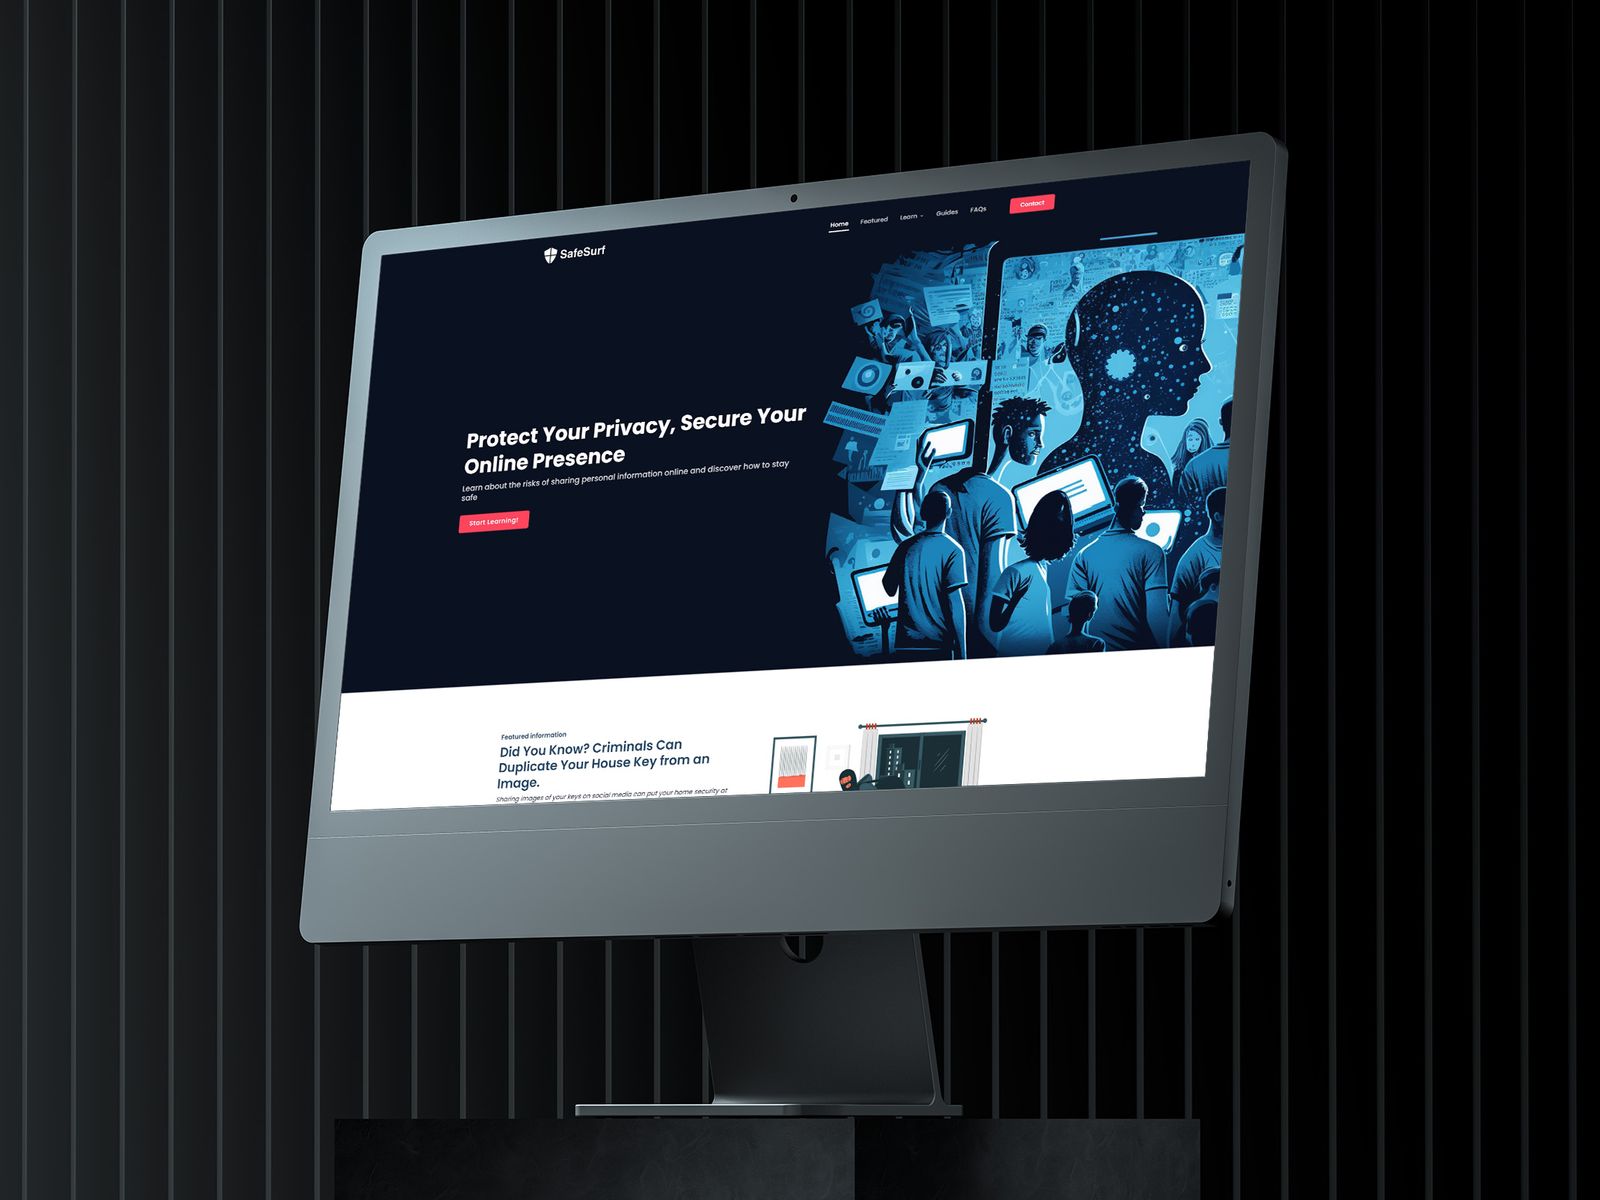 SafeSurf
Home Featured Learn Guides FAQs Contact
Protect Your Privacy, Secure Your
Online Presence
Learn about the risks of sharing personal information online and discover how to stay
safe
Start Learning!
Featured information
Did You Know? Criminals Can
Duplicate Your House Key from an
Image.
Sharing images of your keys on social media can put your home security at